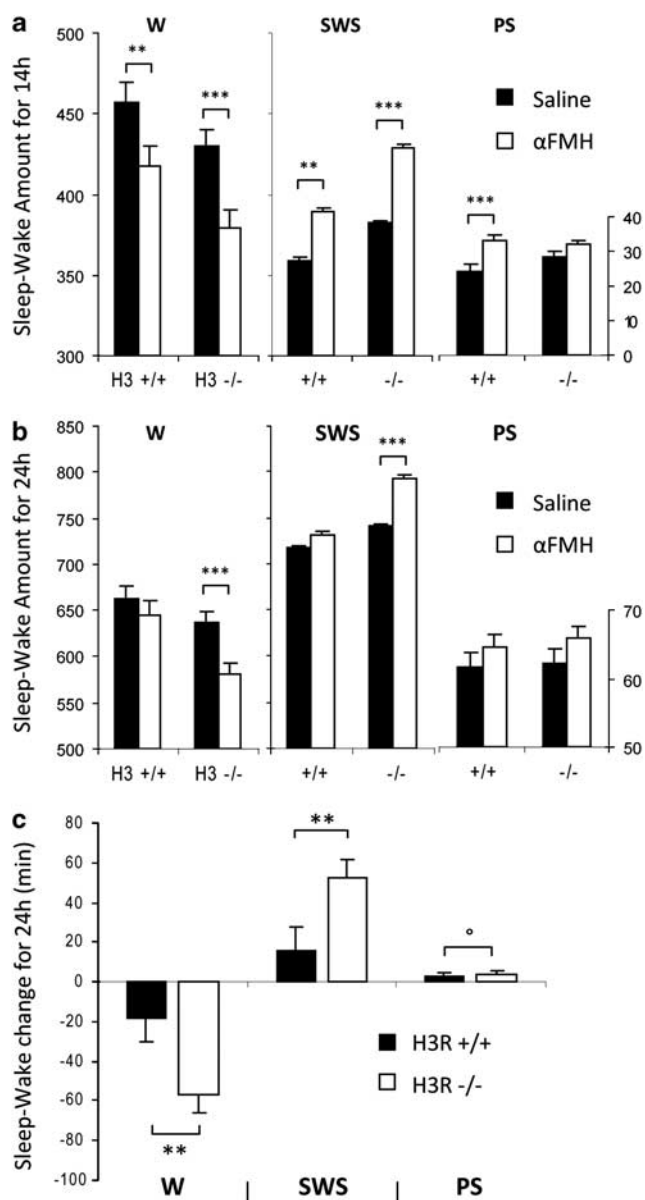 a
W SWS PS
Sleep-Wake Amount for 14h
500
450
400
350
300
** *** ** *** ***
Saline
αFMH
40
30
20
10
0
H3 +/+ H3 -/- +/+ -/- +/+ -/-
b
W SWS PS
Sleep-Wake Amount for 24h
850
800
750
700
650
600
550
500
*** ***
Saline
αFMH
70
60
50
H3 +/+ H3 -/- +/+ -/- +/+ -/-
c
Sleep-Wake change for 24h (min)
80
60
40
20
0
-20
-40
-60
-80
-100
** ** °
H3R +/+
H3R -/-
W SWS PS